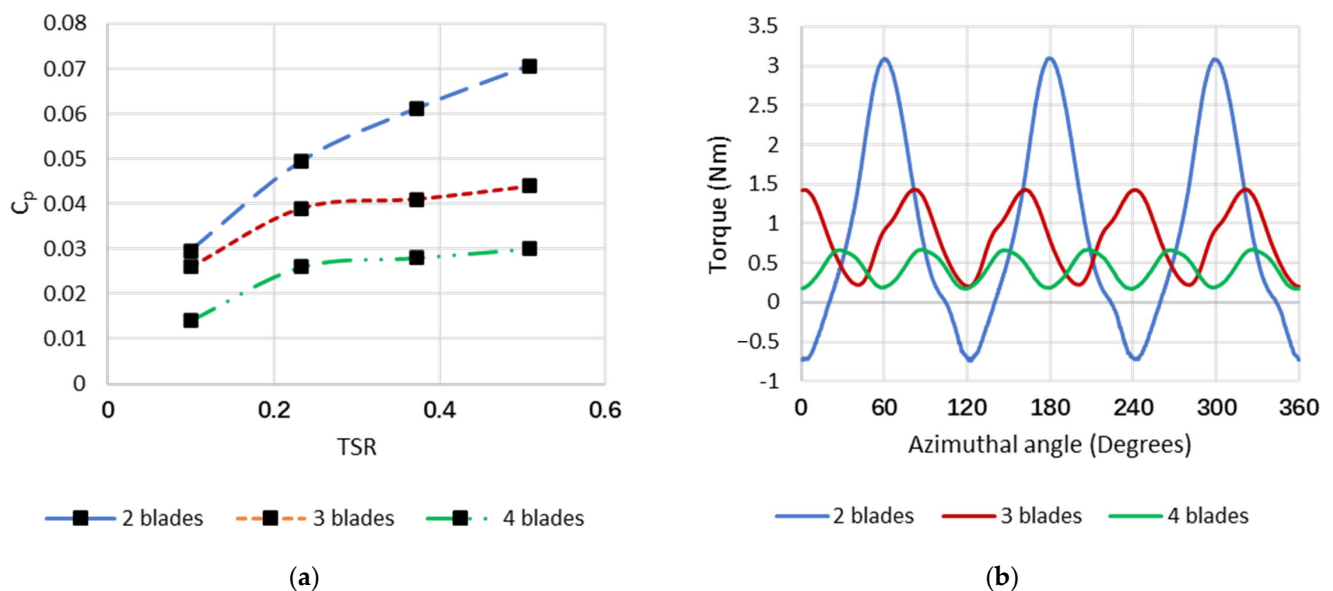 0.08
0.07
0.06
0.05
0.04
0.03
0.02
0.01
0
Cp
0 0.2 0.4 0.6
TSR
2 blades 3 blades 4 blades
(a)
3.5
3
2.5
2
1.5
1
0.5
0
−0.5
-1
Torque (Nm)
0 60 120 180 240 300 360
Azimuthal angle (Degrees)
2 blades 3 blades 4 blades
(b)